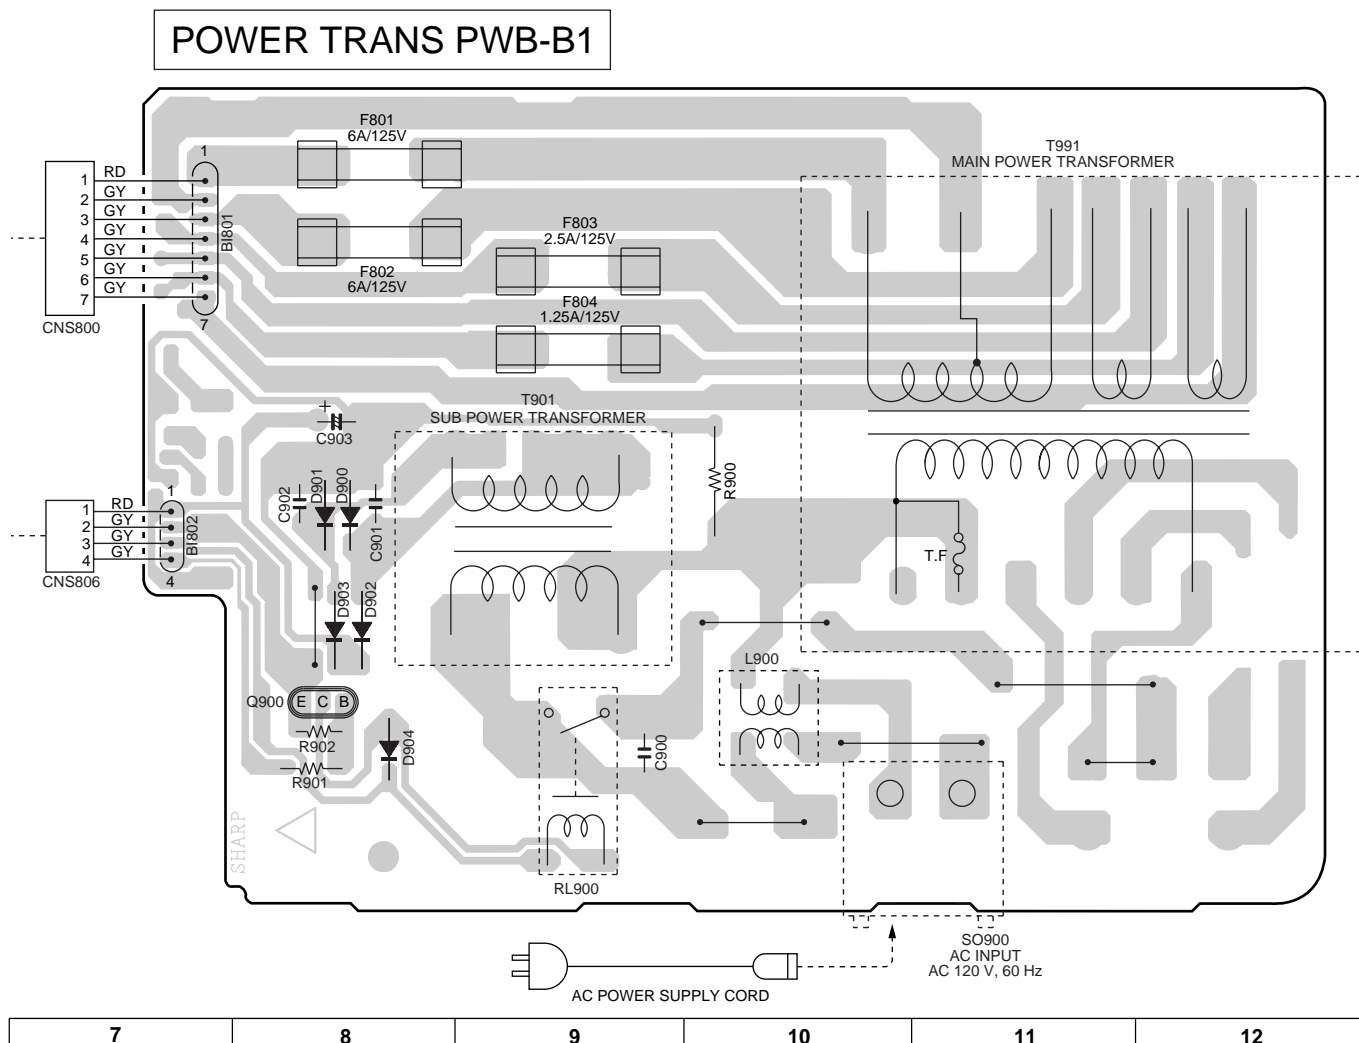 POWER TRANS PWB-B1
F801
6A/125V
T991
MAIN POWER TRANSFORMER
1
1 RD
2 GY
3 GY
4 GY
5 GY
6 GY
7 GY
BI801
7
CNS800
F802
6A/125V
F803
2.5A/125V
F804
1.25A/125V
T901
SUB POWER TRANSFORMER
+
C903
R900
C902
D901
D900
C901
1
1 RD
2 GY
3 GY
4 GY
BI802
4
CNS806
T.F
D903
D902
L900
Q900 E C B
R902
R901
D904
C900
SHARP
RL900
SO900
AC INPUT
AC 120 V, 60 Hz
AC POWER SUPPLY CORD
7 8 9 10 11 12